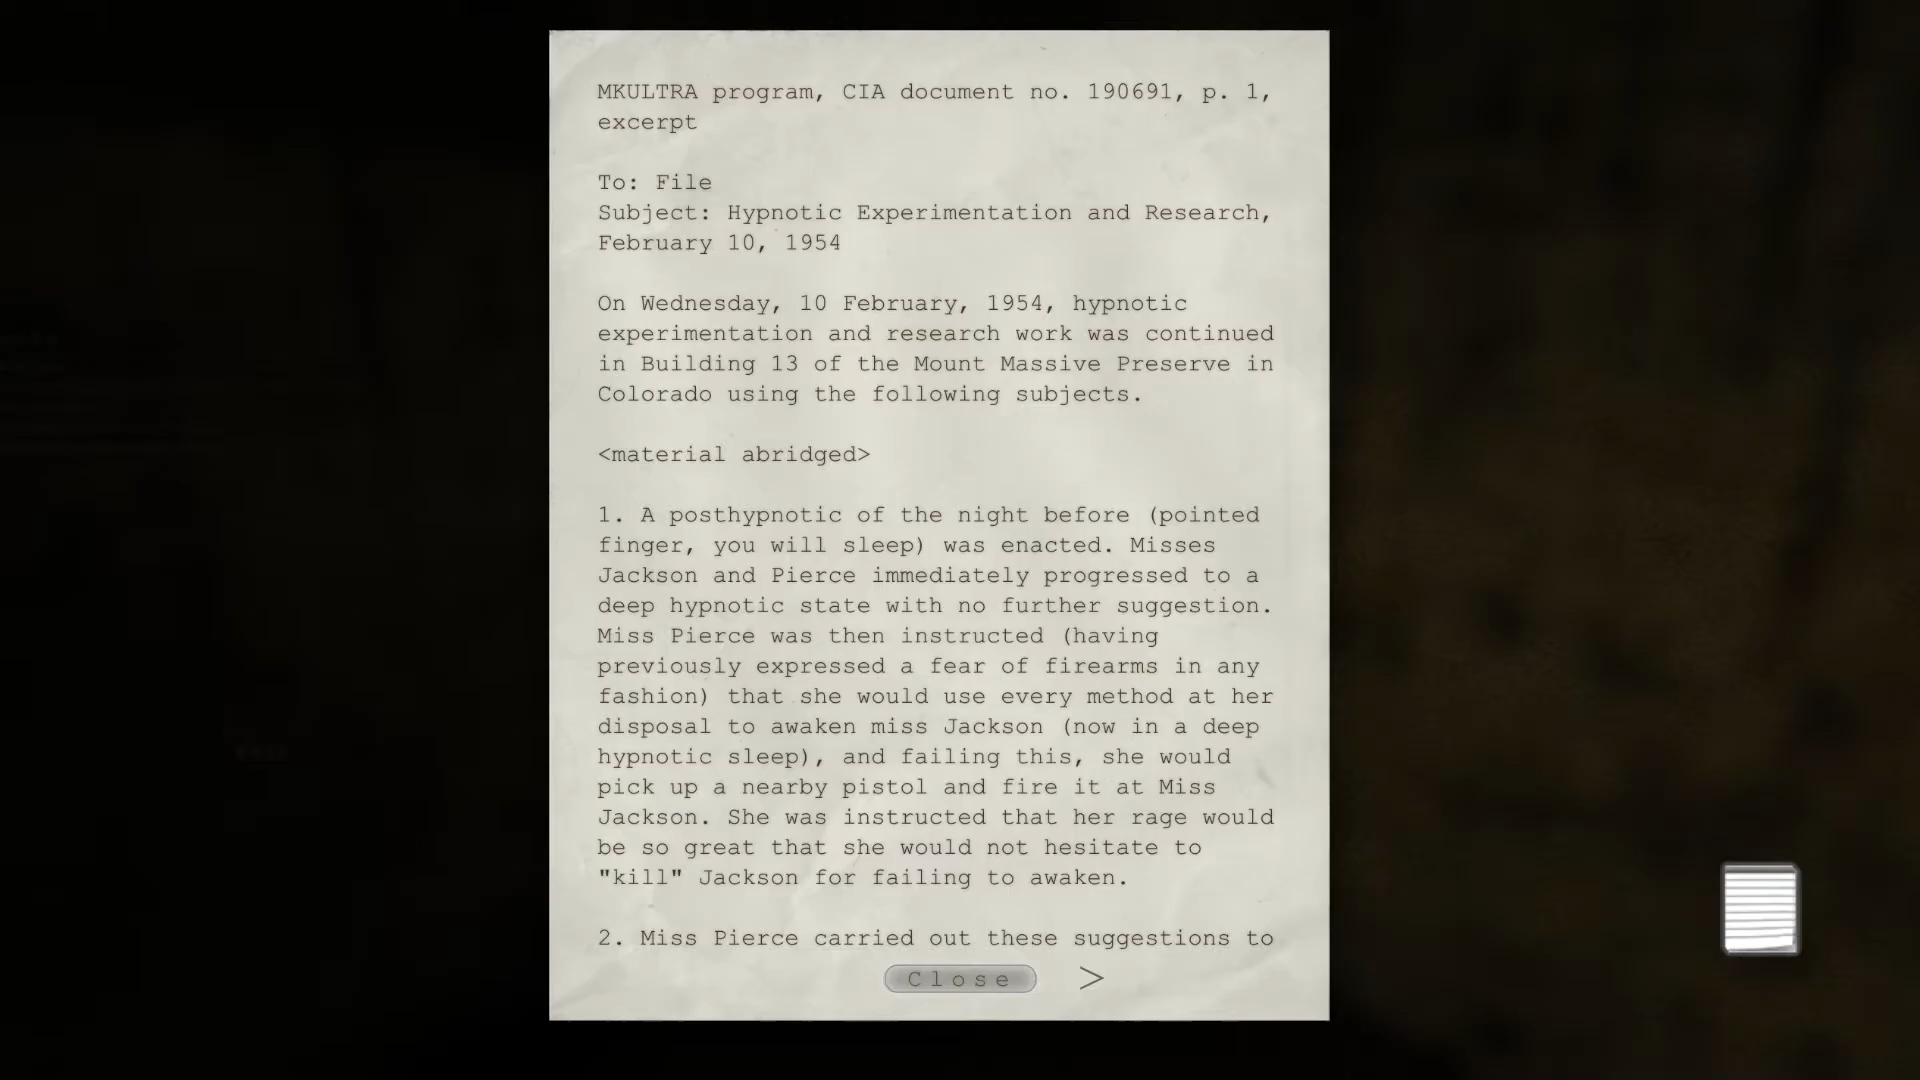 MKULTRA program, CIA document no. 190691, p. 1,
excerpt
To: File
Subject: Hypnotic Experimentation and Research,
February 10, 1954
On Wednesday, 10 February, 1954, hypnotic
experimentation and research work was continued
in Building 13 of the Mount Massive Preserve in
Colorado using the following subjects.
<material abridged>
1. A posthypnotic of the night before (pointed
finger, you will sleep) was enacted. Misses
Jackson and Pierce immediately progressed to a
deep hypnotic state with no further suggestion.
Miss Pierce was then instructed (having
previously expressed a fear of firearms in any
fashion) that she would use every method at her
disposal to awaken miss Jackson (now in a deep
hypnotic sleep), and failing this, she would
pick up a nearby pistol and fire it at Miss
Jackson. She was instructed that her rage would
be so great that she would not hesitate to
"kill" Jackson for failing to awaken.
2. Miss Pierce carried out these suggestions to
Close >